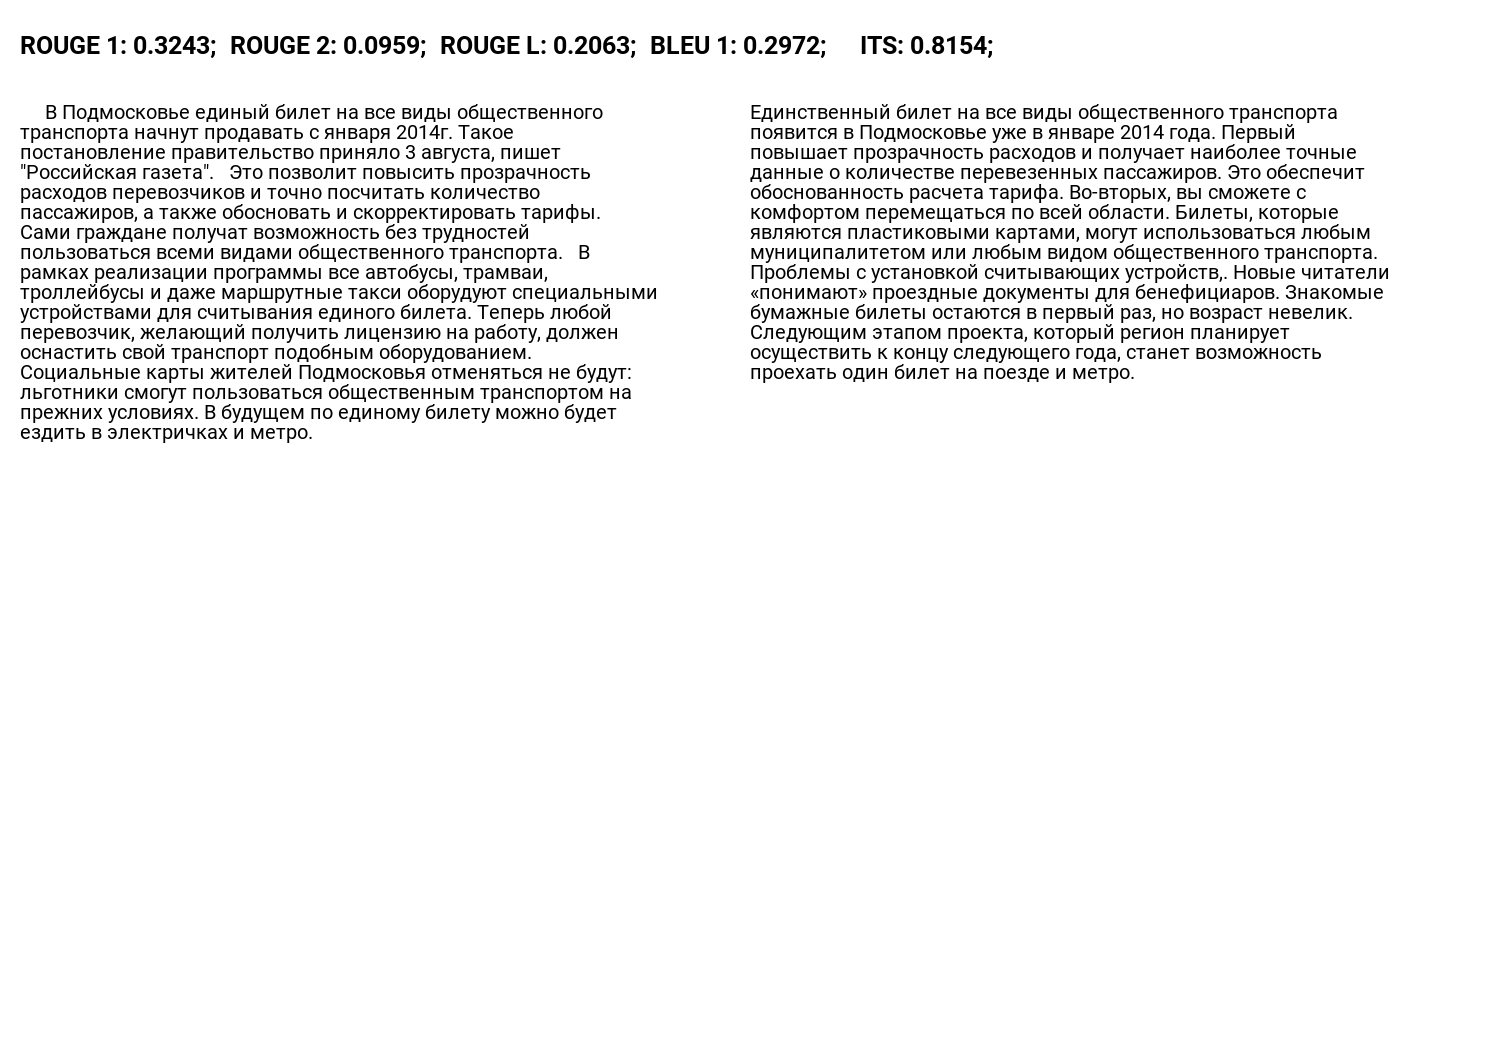 ROUGE 1: 0.3243;  ROUGE 2: 0.0959;  ROUGE L: 0.2063;  BLEU 1: 0.2972;     ITS: 0.8154;
В Подмосковье единый билет на все виды общественного
транспорта начнут продавать с января 2014г. Такое
постановление правительство приняло 3 августа, пишет
"Российская газета".   Это позволит повысить прозрачность
расходов перевозчиков и точно посчитать количество
пассажиров, а также обосновать и скорректировать тарифы.
Сами граждане получат возможность без трудностей
пользоваться всеми видами общественного транспорта.   В
рамках реализации программы все автобусы, трамваи,
троллейбусы и даже маршрутные такси оборудуют специальными
устройствами для считывания единого билета. Теперь любой
перевозчик, желающий получить лицензию на работу, должен
оснастить свой транспорт подобным оборудованием.
Социальные карты жителей Подмосковья отменяться не будут:
льготники смогут пользоваться общественным транспортом на
прежних условиях. В будущем по единому билету можно будет
ездить в электричках и метро.
Единственный билет на все виды общественного транспорта
появится в Подмосковье уже в январе 2014 года. Первый
повышает прозрачность расходов и получает наиболее точные
данные о количестве перевезенных пассажиров. Это обеспечит
обоснованность расчета тарифа. Во-вторых, вы сможете с
комфортом перемещаться по всей области. Билеты, которые
являются пластиковыми картами, могут использоваться любым
муниципалитетом или любым видом общественного транспорта.
Проблемы с установкой считывающих устройств,. Новые читатели
«понимают» проездные документы для бенефициаров. Знакомые
бумажные билеты остаются в первый раз, но возраст невелик.
Следующим этапом проекта, который регион планирует
осуществить к концу следующего года, станет возможность
проехать один билет на поезде и метро.